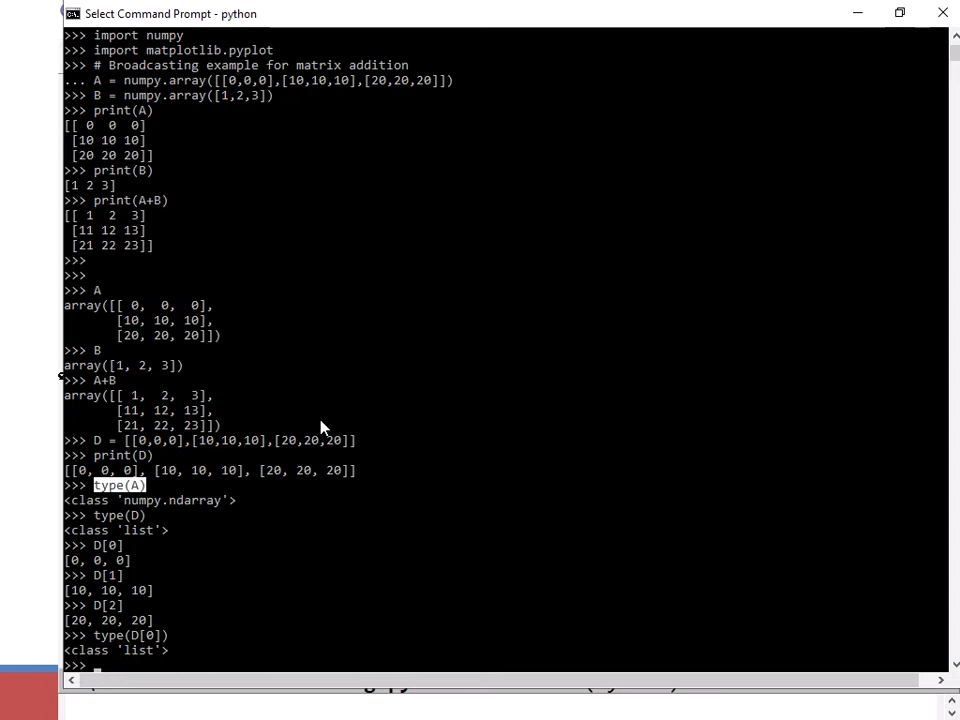 Select Command Prompt - python
>>> import numpy
>>> import matplotlib.pyplot
>>> # Broadcasting example for matrix addition
... A = numpy.array([[0,0,0],[10,10,10],[20,20,20]])
>>> B = numpy.array([1,2,3])
>>> print(A)
[[ 0  0  0]
 [10 10 10]
 [20 20 20]]
>>> print(B)
[1 2 3]
>>> print(A+B)
[[ 1  2  3]
 [11 12 13]
 [21 22 23]]
>>>
>>>
>>> A
array([[ 0,  0,  0],
       [10, 10, 10],
       [20, 20, 20]])
>>> B
array([1, 2, 3])
>>> A+B
array([[ 1,  2,  3],
       [11, 12, 13],
       [21, 22, 23]])
>>> D = [[0,0,0],[10,10,10],[20,20,20]]
>>> print(D)
[[0, 0, 0], [10, 10, 10], [20, 20, 20]]
>>> type(A)
<class 'numpy.ndarray'>
>>> type(D)
<class 'list'>
>>> D[0]
[0, 0, 0]
>>> D[1]
[10, 10, 10]
>>> D[2]
[20, 20, 20]
>>> type(D[0])
<class 'list'>
>>>